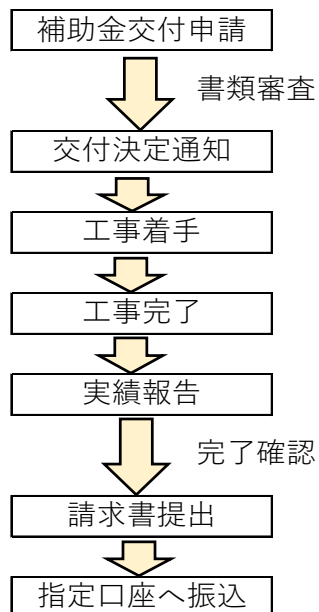 補助金交付申請
書類審査
交付決定通知
工事着手
工事完了
実績報告
完了確認
請求書提出
指定口座へ振込